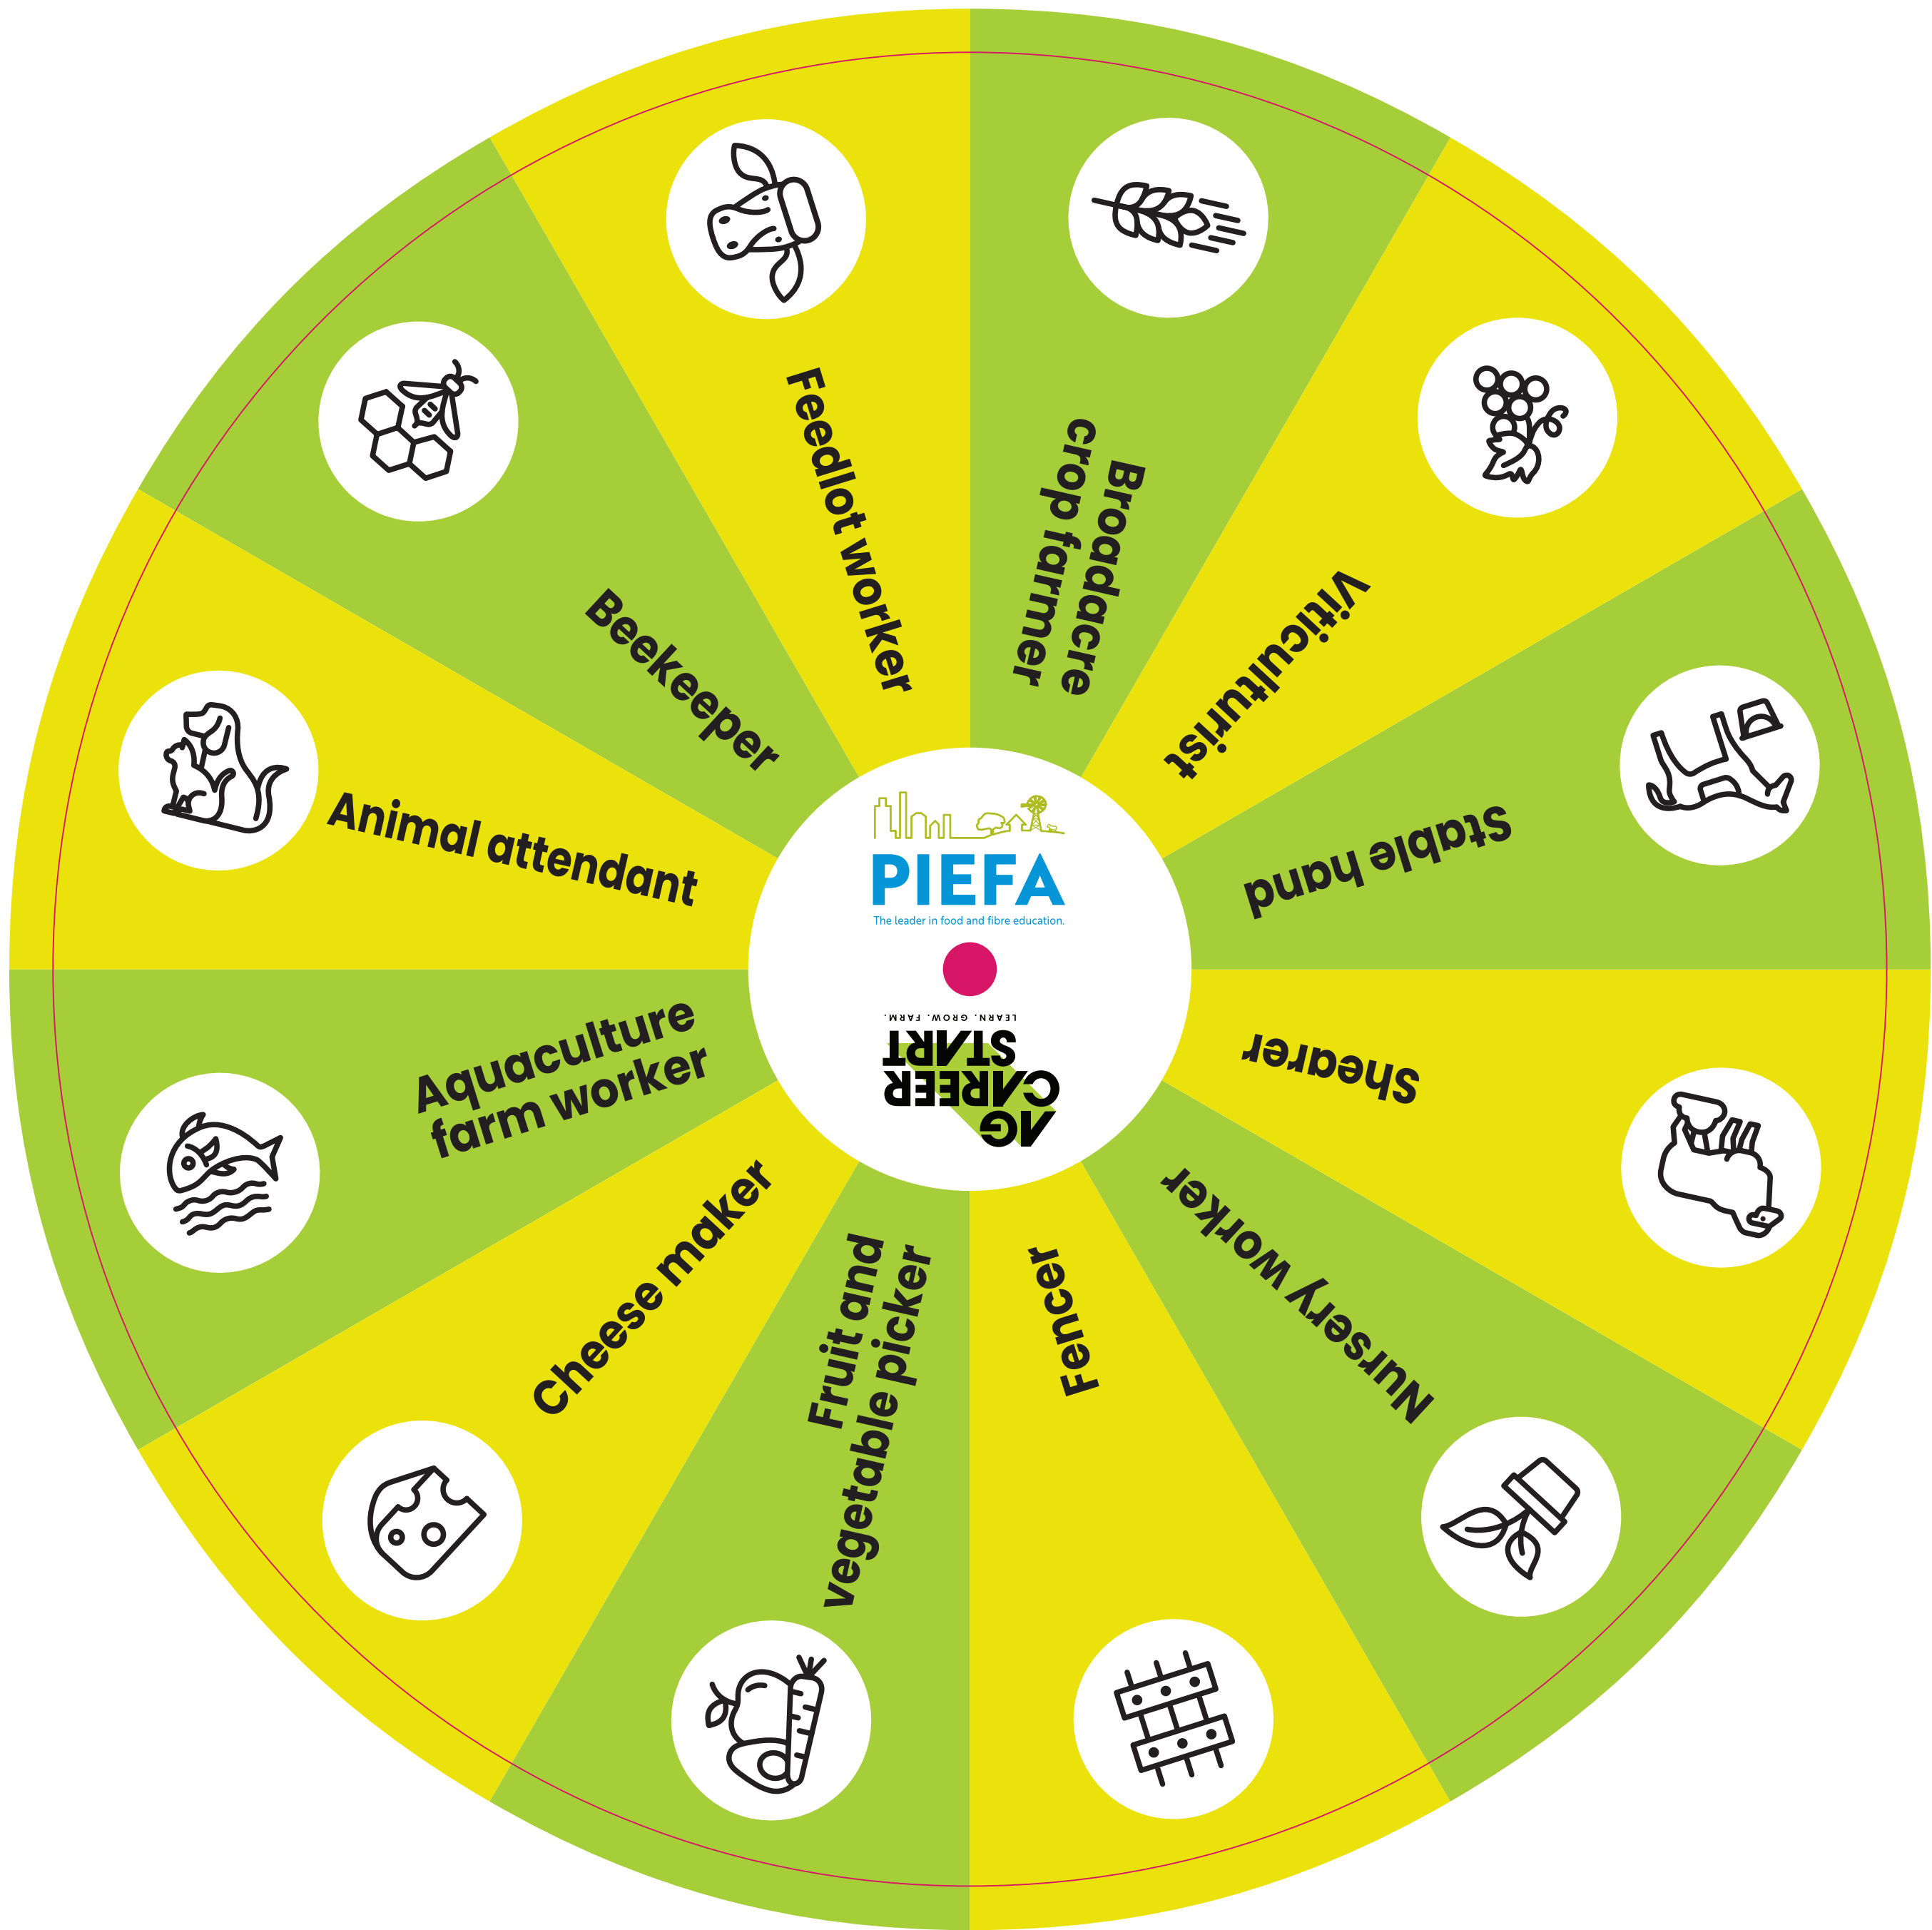 Broadacre
crop farmer
Viticulturist
Stable hand
Shearer
Nursery worker
Fencer
Fruit and
vegetable picker
Cheese maker
Aquaculture
farm worker
Animal attendant
Beekeeper
Feedlot worker
PIEFA
The leader in food and fibre education.
AG
CAREER
START
LEARN. GROW. FARM.